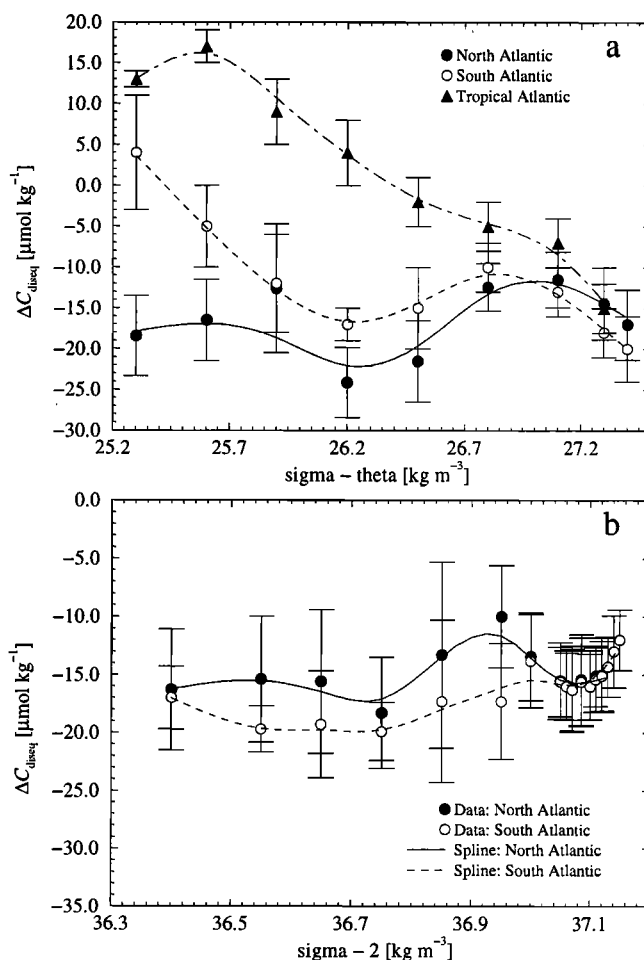 a
North Atlantic
South Atlantic
Tropical Atlantic
20.0
15.0
10.0
5.0
0.0
−5.0
−10.0
−15.0
−20.0
−25.0
−30.0
ΔC_diseq [µmol kg⁻¹]
25.2 25.7 26.2 26.7 27.2
sigma − theta [kg m⁻³]
b
0.0
−5.0
−10.0
−15.0
−20.0
−25.0
−30.0
−35.0
ΔC_diseq [µmol kg⁻¹]
Data: North Atlantic
Data: South Atlantic
Spline: North Atlantic
Spline: South Atlantic
36.3 36.5 36.7 36.9 37.1
sigma − 2 [kg m⁻³]